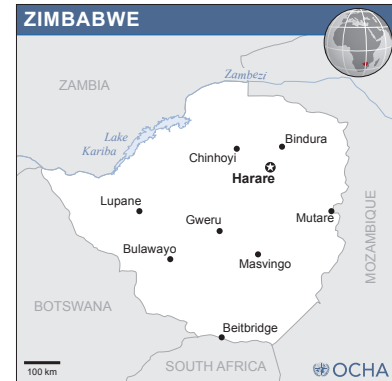 ZIMBABWE
ZAMBIA
Zambezi
Lake
Kariba
Bindura
Chinhoyi
Harare
Lupane
Mutare
Gweru
Bulawayo
Masvingo
MOZAMBIQUE
BOTSWANA
Beitbridge
100 km
SOUTH AFRICA
OCHA